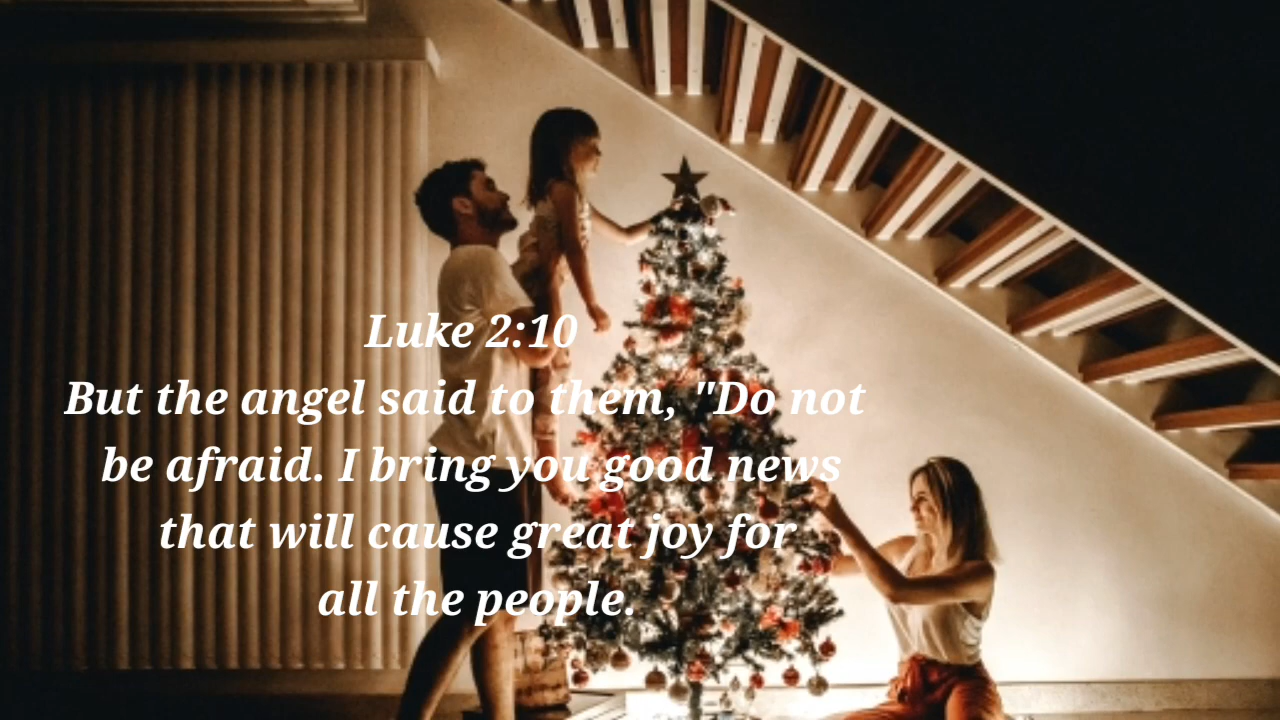 Luke 2:10
But the angel said to them, "Do not
be afraid. I bring you good news
that will cause great joy for
all the people.